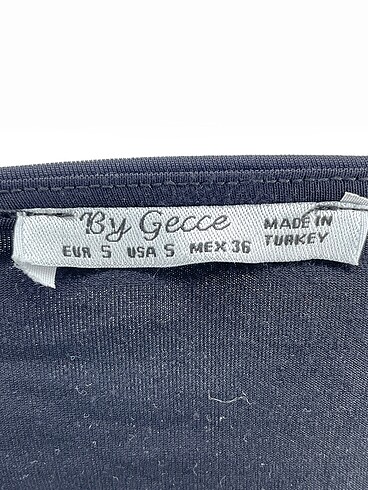 By Gecce
EUR S USA S MEX 36
MADE IN
TURKEY